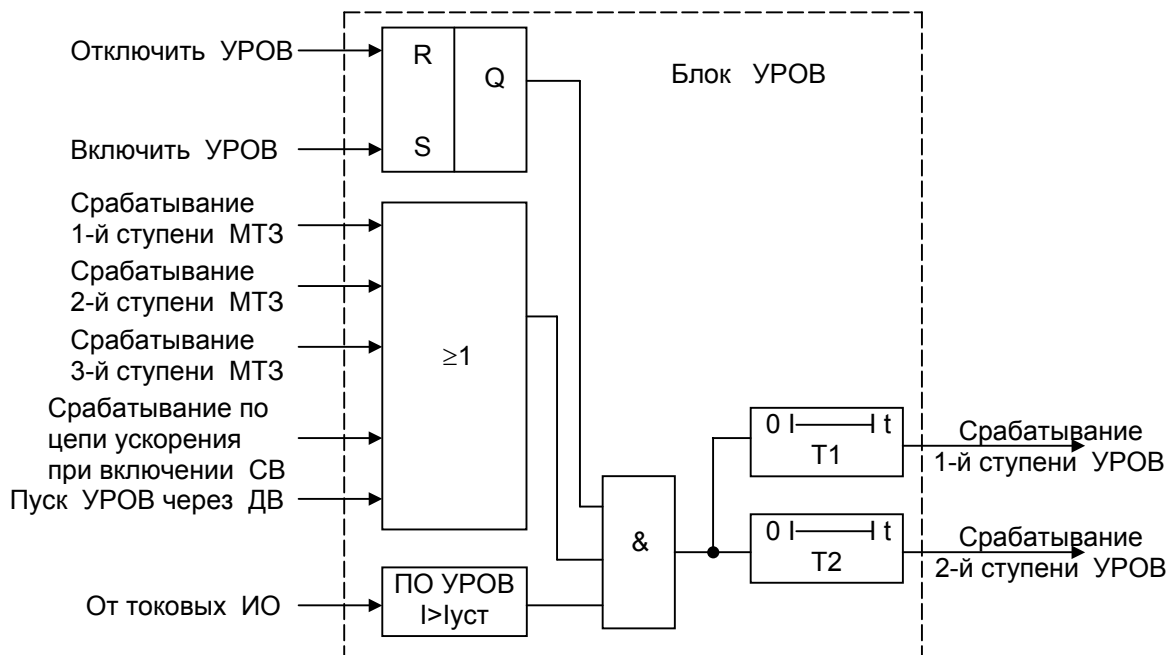 Отключить УРОВ
R
Q
Блок УРОВ
Включить УРОВ
S
Срабатывание
1-й ступени МТЗ
Срабатывание
2-й ступени МТЗ
Срабатывание
3-й ступени МТЗ
≥1
Срабатывание по
цепи ускорения
при включении СВ
Пуск УРОВ через ДВ
0 t
T1
Срабатывание
1-й ступени УРОВ
&
0 t
T2
Срабатывание
2-й ступени УРОВ
От токовых ИО
ПО УРОВ
I>Iуст